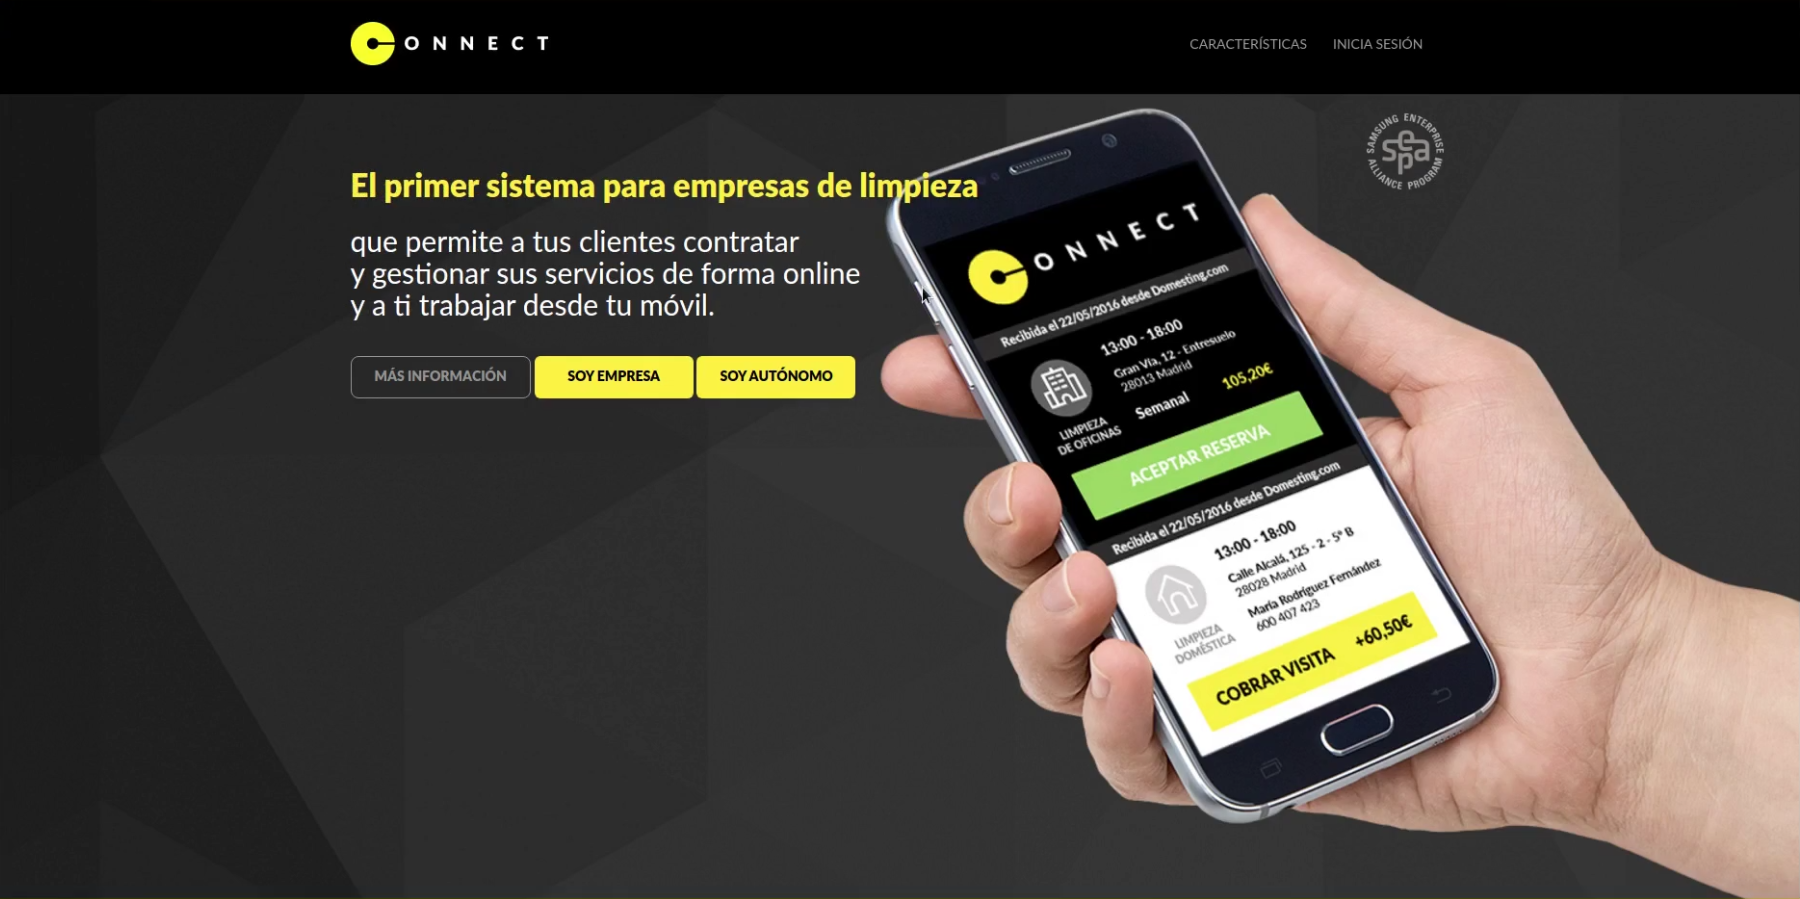 CONNECT
CARACTERÍSTICAS
INICIA SESIÓN
SAMSUNG ENTERPRISE ALLIANCE PROGRAM
seap
El primer sistema para empresas de limpieza
que permite a tus clientes contratar
y gestionar sus servicios de forma online
y a ti trabajar desde tu móvil.
MÁS INFORMACIÓN
SOY EMPRESA
SOY AUTÓNOMO
CONNECT
Recibida el 22/05/2016 desde Domesting.com
13:00 - 18:00
Gran Vía, 12 - Entresuelo
28013 Madrid
LIMPIEZA
DE OFICINAS
Semanal
105,20€
ACEPTAR RESERVA
Recibida el 22/05/2016 desde Domesting.com
13:00 - 18:00
Calle Alcalá, 125 - 2 - 5º B
28028 Madrid
María Rodríguez Fernández
600 407 423
LIMPIEZA
DOMÉSTICA
COBRAR VISITA +60,50€